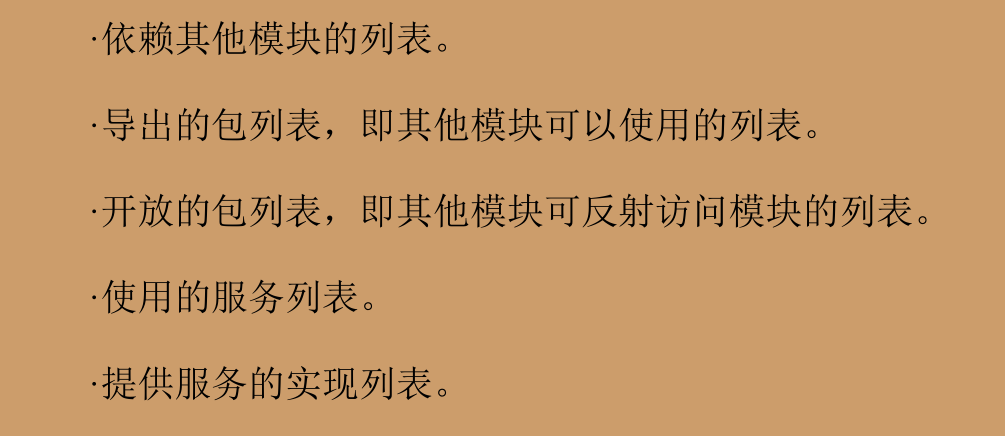 ·依赖其他模块的列表。
·导出的包列表，即其他模块可以使用的列表。
·开放的包列表，即其他模块可反射访问模块的列表。
·使用的服务列表。
·提供服务的实现列表。